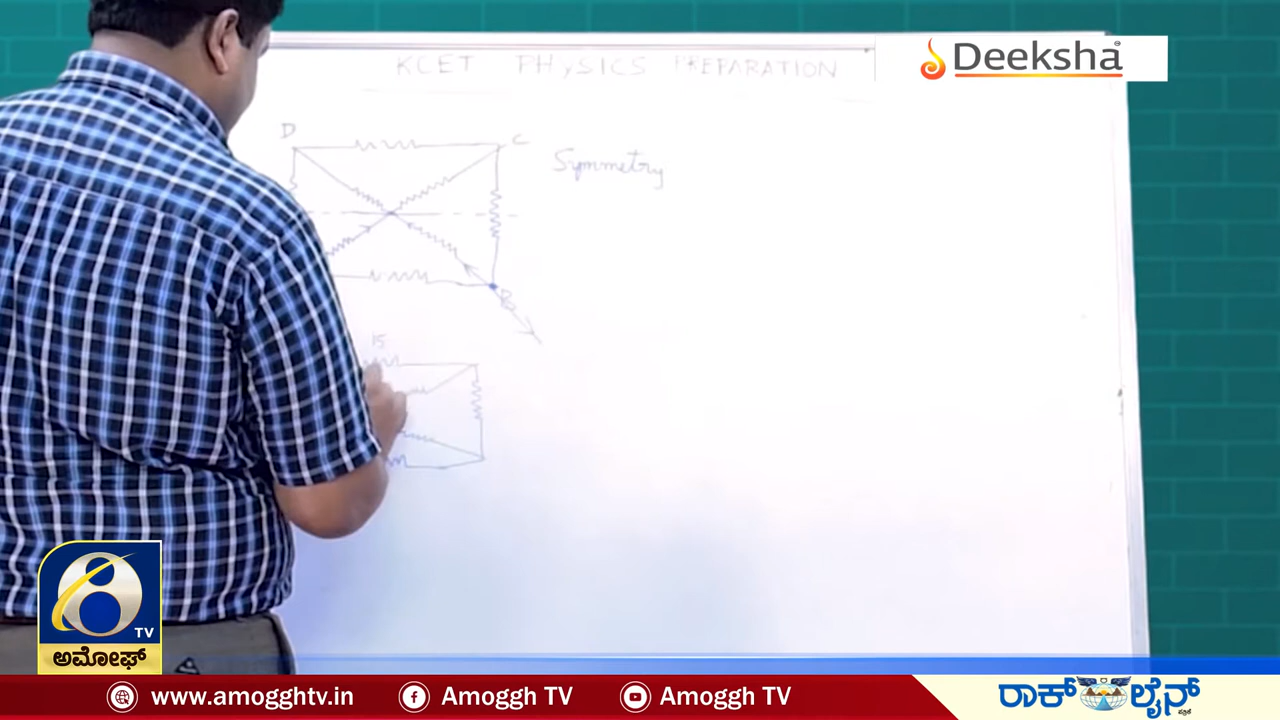 Deeksha
KCET PHYSICS PREPARATION
D
C
Symmetry
15
8
TV
ಅಮೋಘ್
www.amogghtv.in
Amoggh TV
Amoggh TV
ರಾಕ್ ಲೈನ್